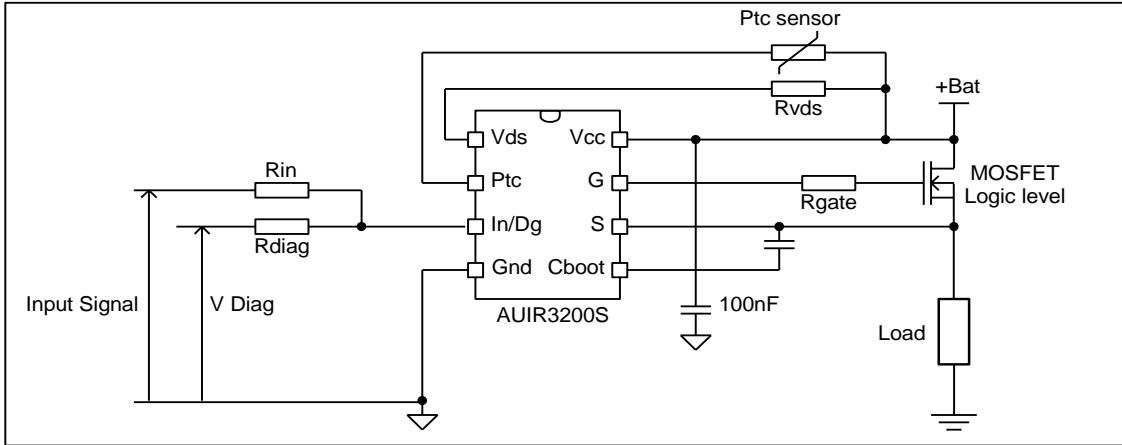 Ptc sensor
+Bat
Rvds
Vds
Vcc
Rin
Ptc
G
MOSFET
Logic level
Rgate
In/Dg
S
Rdiag
Gnd
Cboot
Input Signal
V Diag
100nF
AUIR3200S
Load